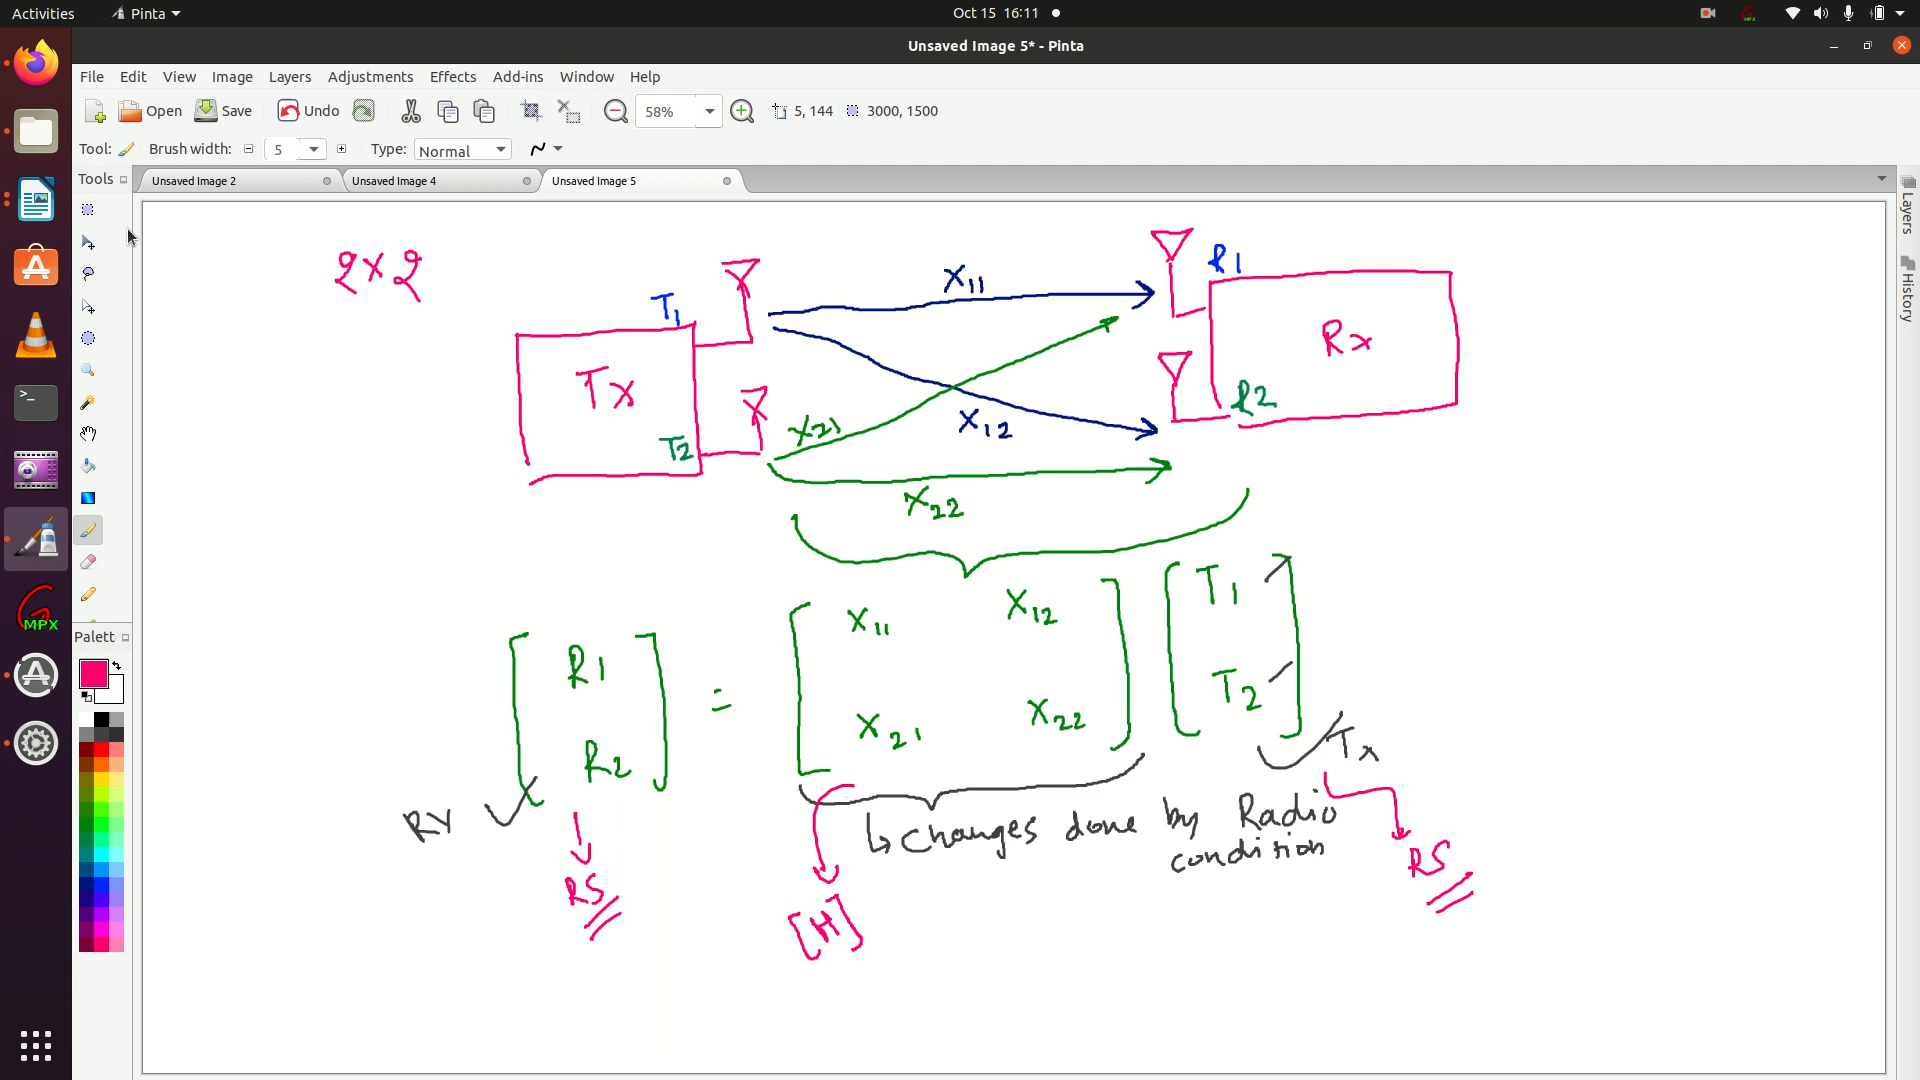 Activities Pinta Oct 15 16:11
Unsaved Image 5* - Pinta
File Edit View Image Layers Adjustments Effects Add-ins Window Help
Open Save Undo 58% 5, 144 3000, 1500
Tool: Brush width: 5 Type: Normal
Tools Unsaved Image 2 Unsaved Image 4 Unsaved Image 5
Layers
History
>_
MPX
Palett
2x2
T1
X11
R1
Tx
Rx
X21
X12
R2
T2
X22
R1 = X11 X12 T1
R2 X21 X22 T2
Tx
RX
↳ Changes done by Radio
condition
RS
RS
[H]